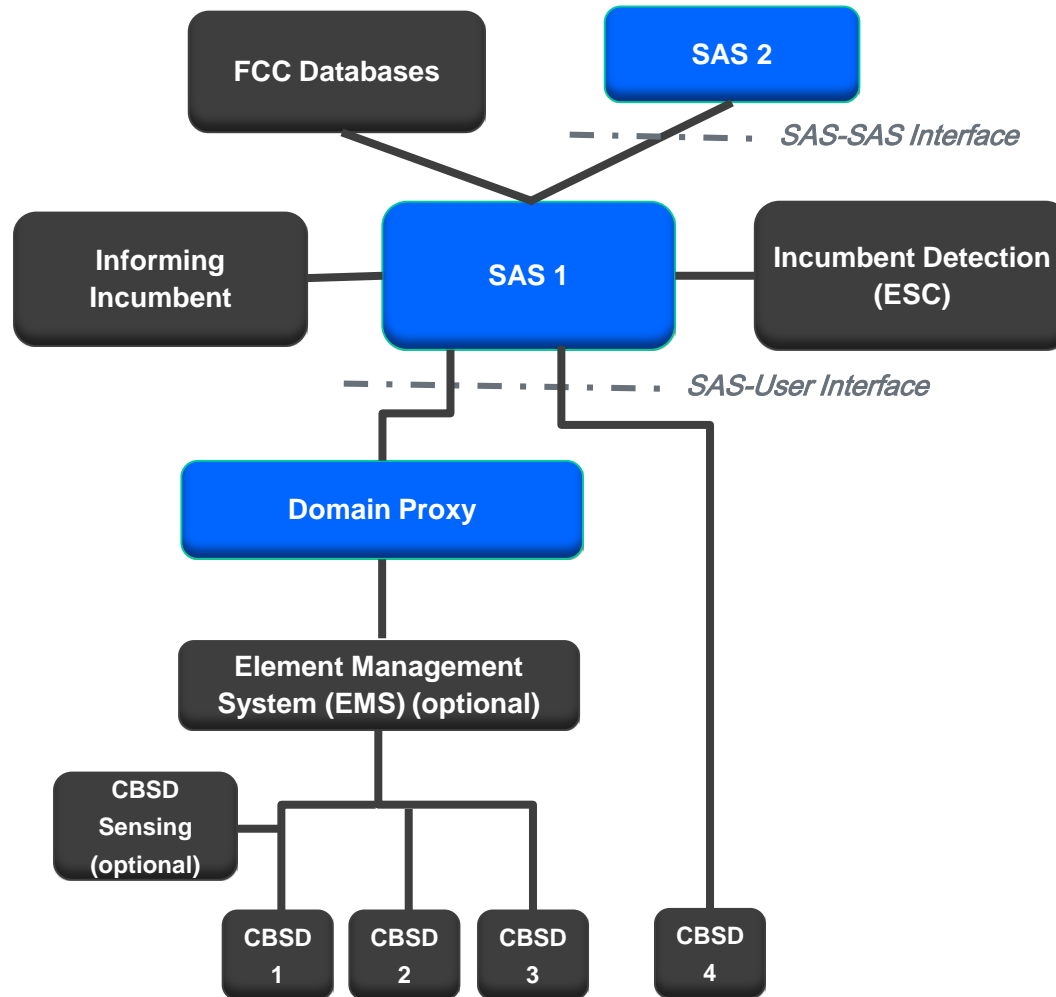 FCC Databases
SAS 2
SAS-SAS Interface
Informing
Incumbent
SAS 1
Incumbent Detection
(ESC)
SAS-User Interface
Domain Proxy
Element Management
System (EMS) (optional)
CBSD
Sensing
(optional)
CBSD
1
CBSD
2
CBSD
3
CBSD
4